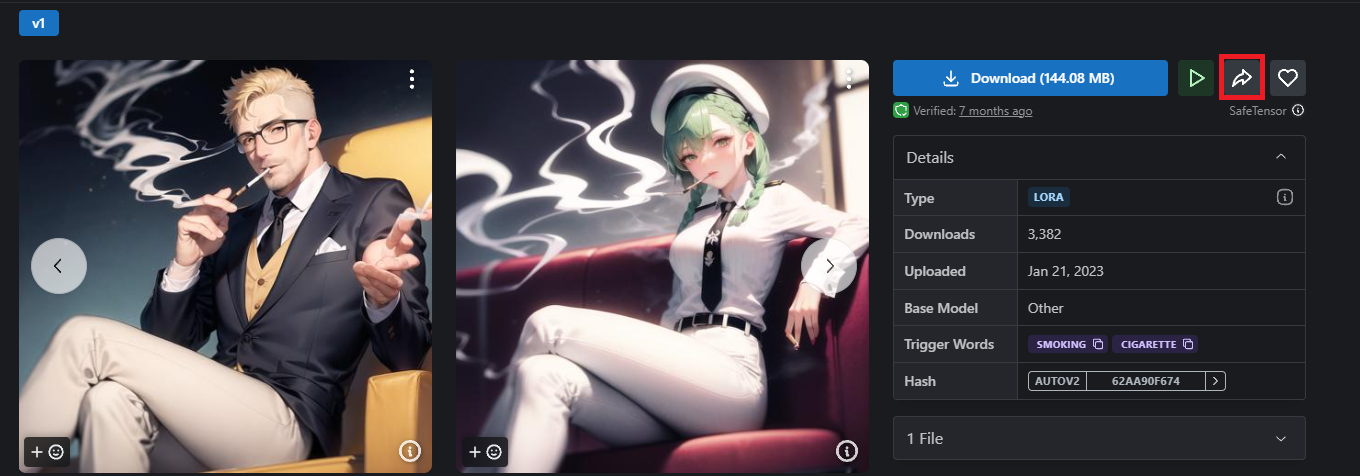 v1
Download (144.08 MB)
Verified: 7 months ago
SafeTensor
Details
Type LORA
Downloads 3,382
Uploaded Jan 21, 2023
Base Model Other
Trigger Words SMOKING CIGARETTE
Hash AUTOV2 62AA90F674
1 File